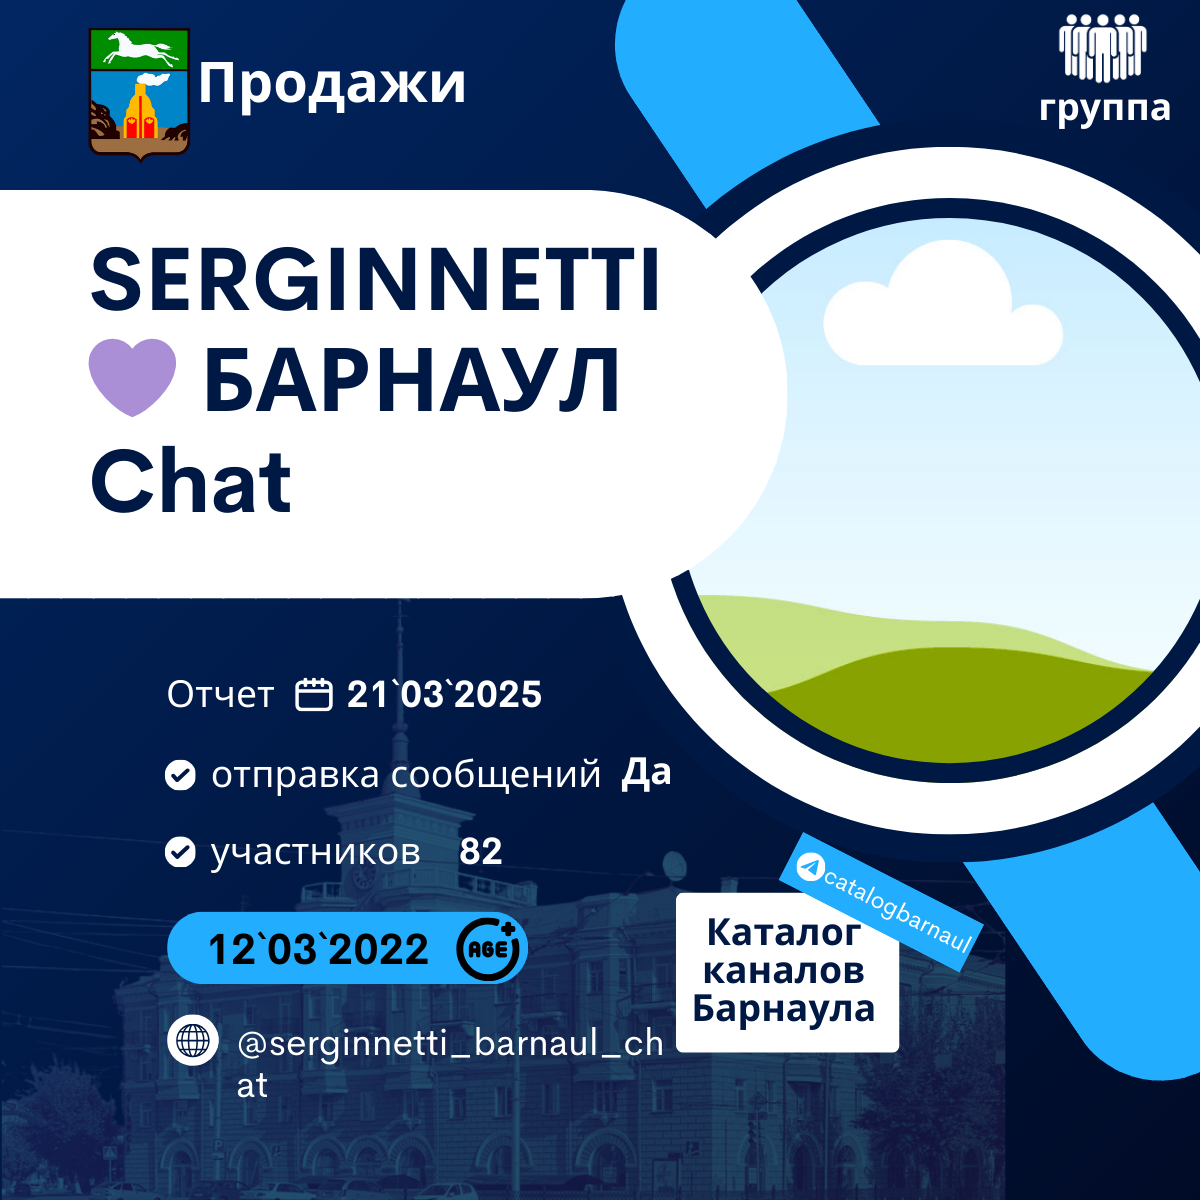 Продажи
группа
SERGINNETTI
💜 БАРНАУЛ
Chat
Отчет 21`03`2025
отправка сообщений Да
участников 82
12`03`2022 AGE+
@serginnetti_barnaul_ch
at
catalogbarnaul
Каталог
каналов
Барнаула